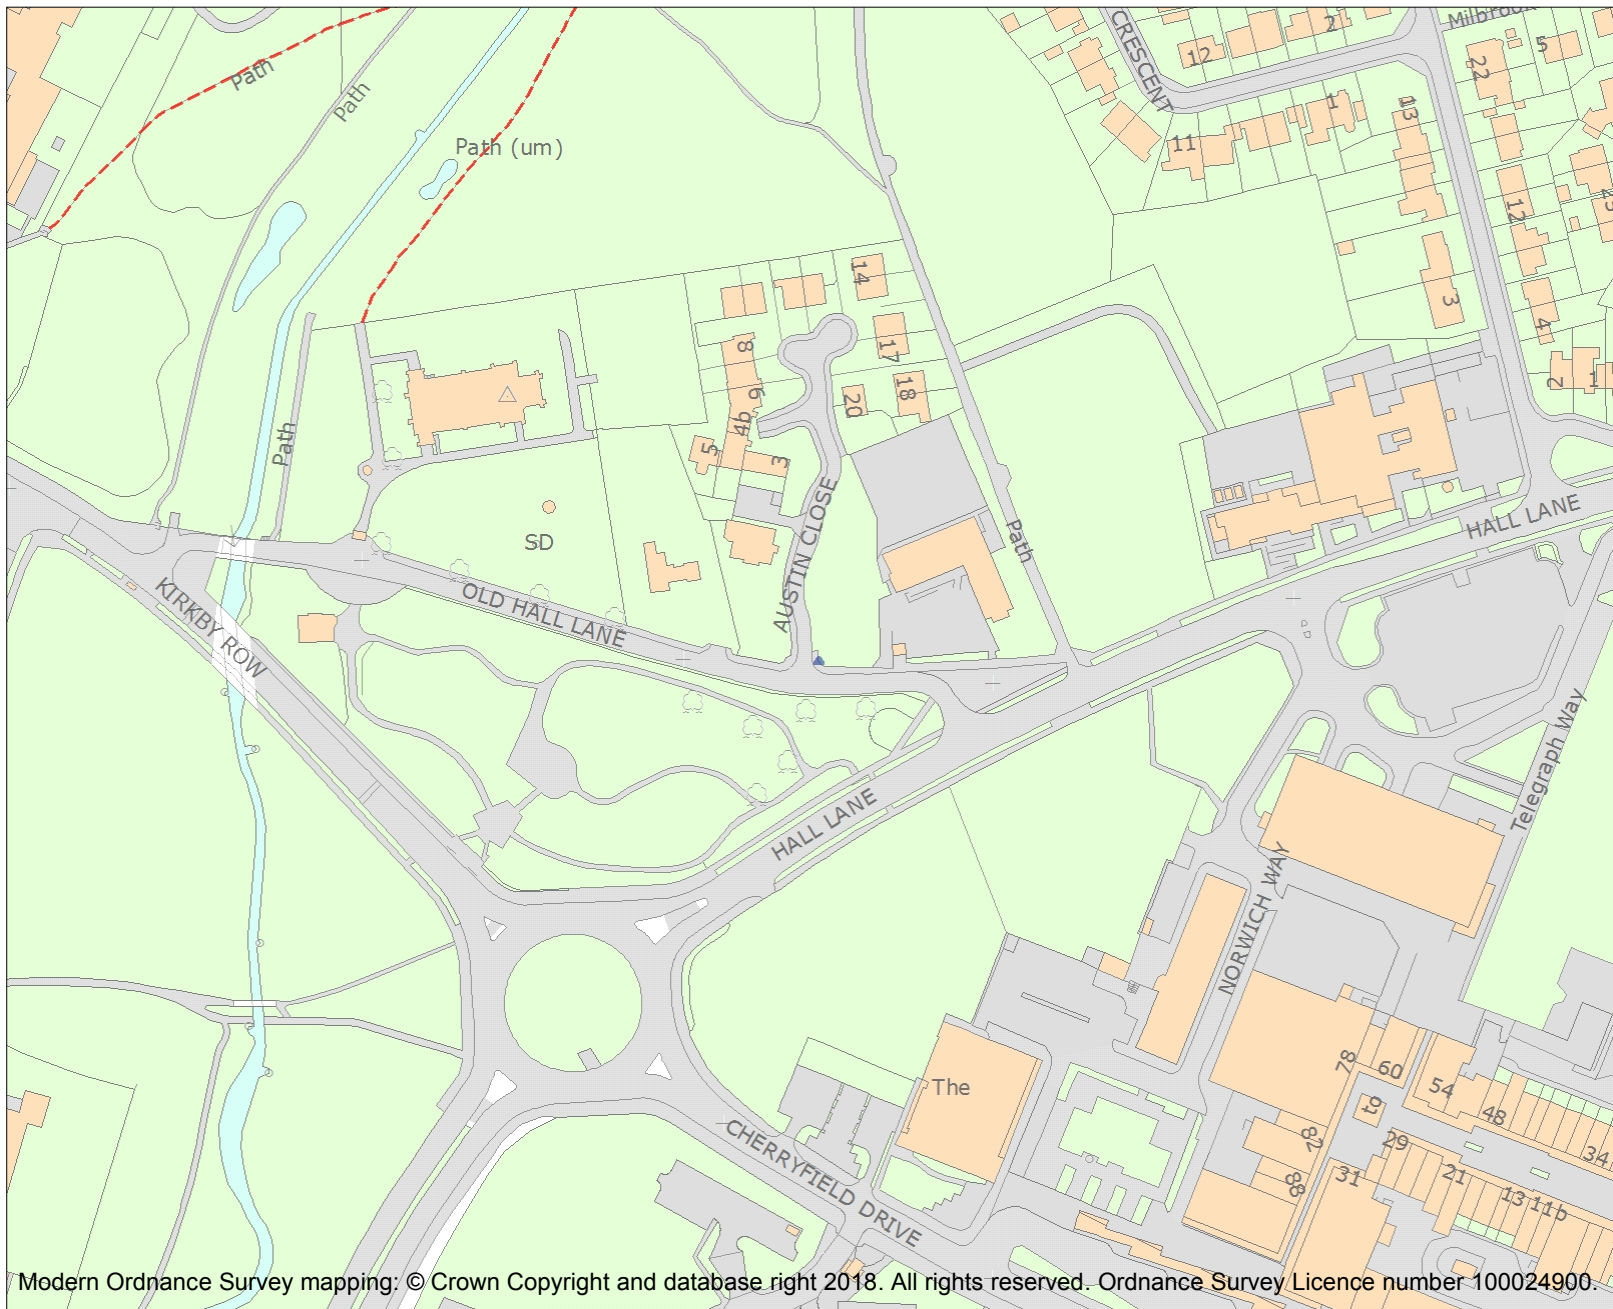 CRESCENT
12
2
Milbrook
5
22
Path
Path
Path (um)
11
1
13
12
14
3
4
17
8
6
18
20
2
1
4b
5
3
Path
AUSTIN CLOSE
Path
SD
HALL LANE
OLD HALL LANE
KIRKBY ROW
Telegraph Way
HALL LANE
NORWICH WAY
The
78
60
54
to
48
82
29
34
88
31
21
13
11b
CHERRYFIELD DRIVE
Modern Ordnance Survey mapping: © Crown Copyright and database right 2018. All rights reserved. Ordnance Survey Licence number 100024900.